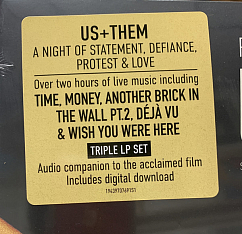 US+THEM
A NIGHT OF STATEMENT, DEFIANCE,
PROTEST & LOVE
Over two hours of live music including
TIME, MONEY, ANOTHER BRICK IN
THE WALL PT.2, DÉJÀ VU
& WISH YOU WERE HERE
TRIPLE LP SET
Audio companion to the acclaimed film
Includes digital download
19439707691S1